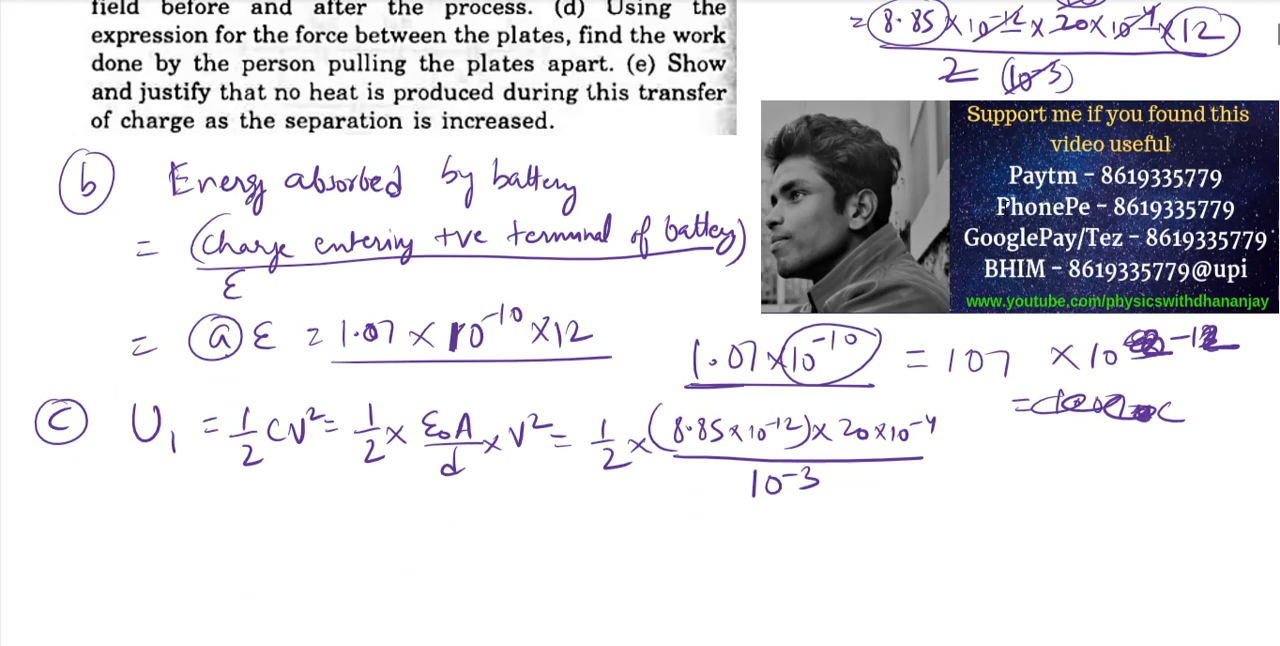 field before and after the process. (d) Using the
expression for the force between the plates, find the work
done by the person pulling the plates apart. (e) Show
and justify that no heat is produced during this transfer
of charge as the separation is increased.
= 8.85 × 10⁻¹² × 20 × 10⁻⁴ × 12
2 (10⁻³)
Support me if you found this
video useful
Paytm - 8619335779
PhonePe - 8619335779
GooglePay/Tez - 8619335779
BHIM - 8619335779@upi
www.youtube.com/physicswithdhananjay
(b) Energy absorbed by battery
= (Charge entering +ve terminal of battery)
ε
= (a) ε = 1.07 × 10⁻¹⁰ × 12
1.07 × 10⁻¹⁰ = 107 × 10⁻¹²
(c) U₁ = 1/2 CV² = 1/2 × ε₀A/d × V² = 1/2 × (8.85 × 10⁻¹²) × 20 × 10⁻⁴
10⁻³